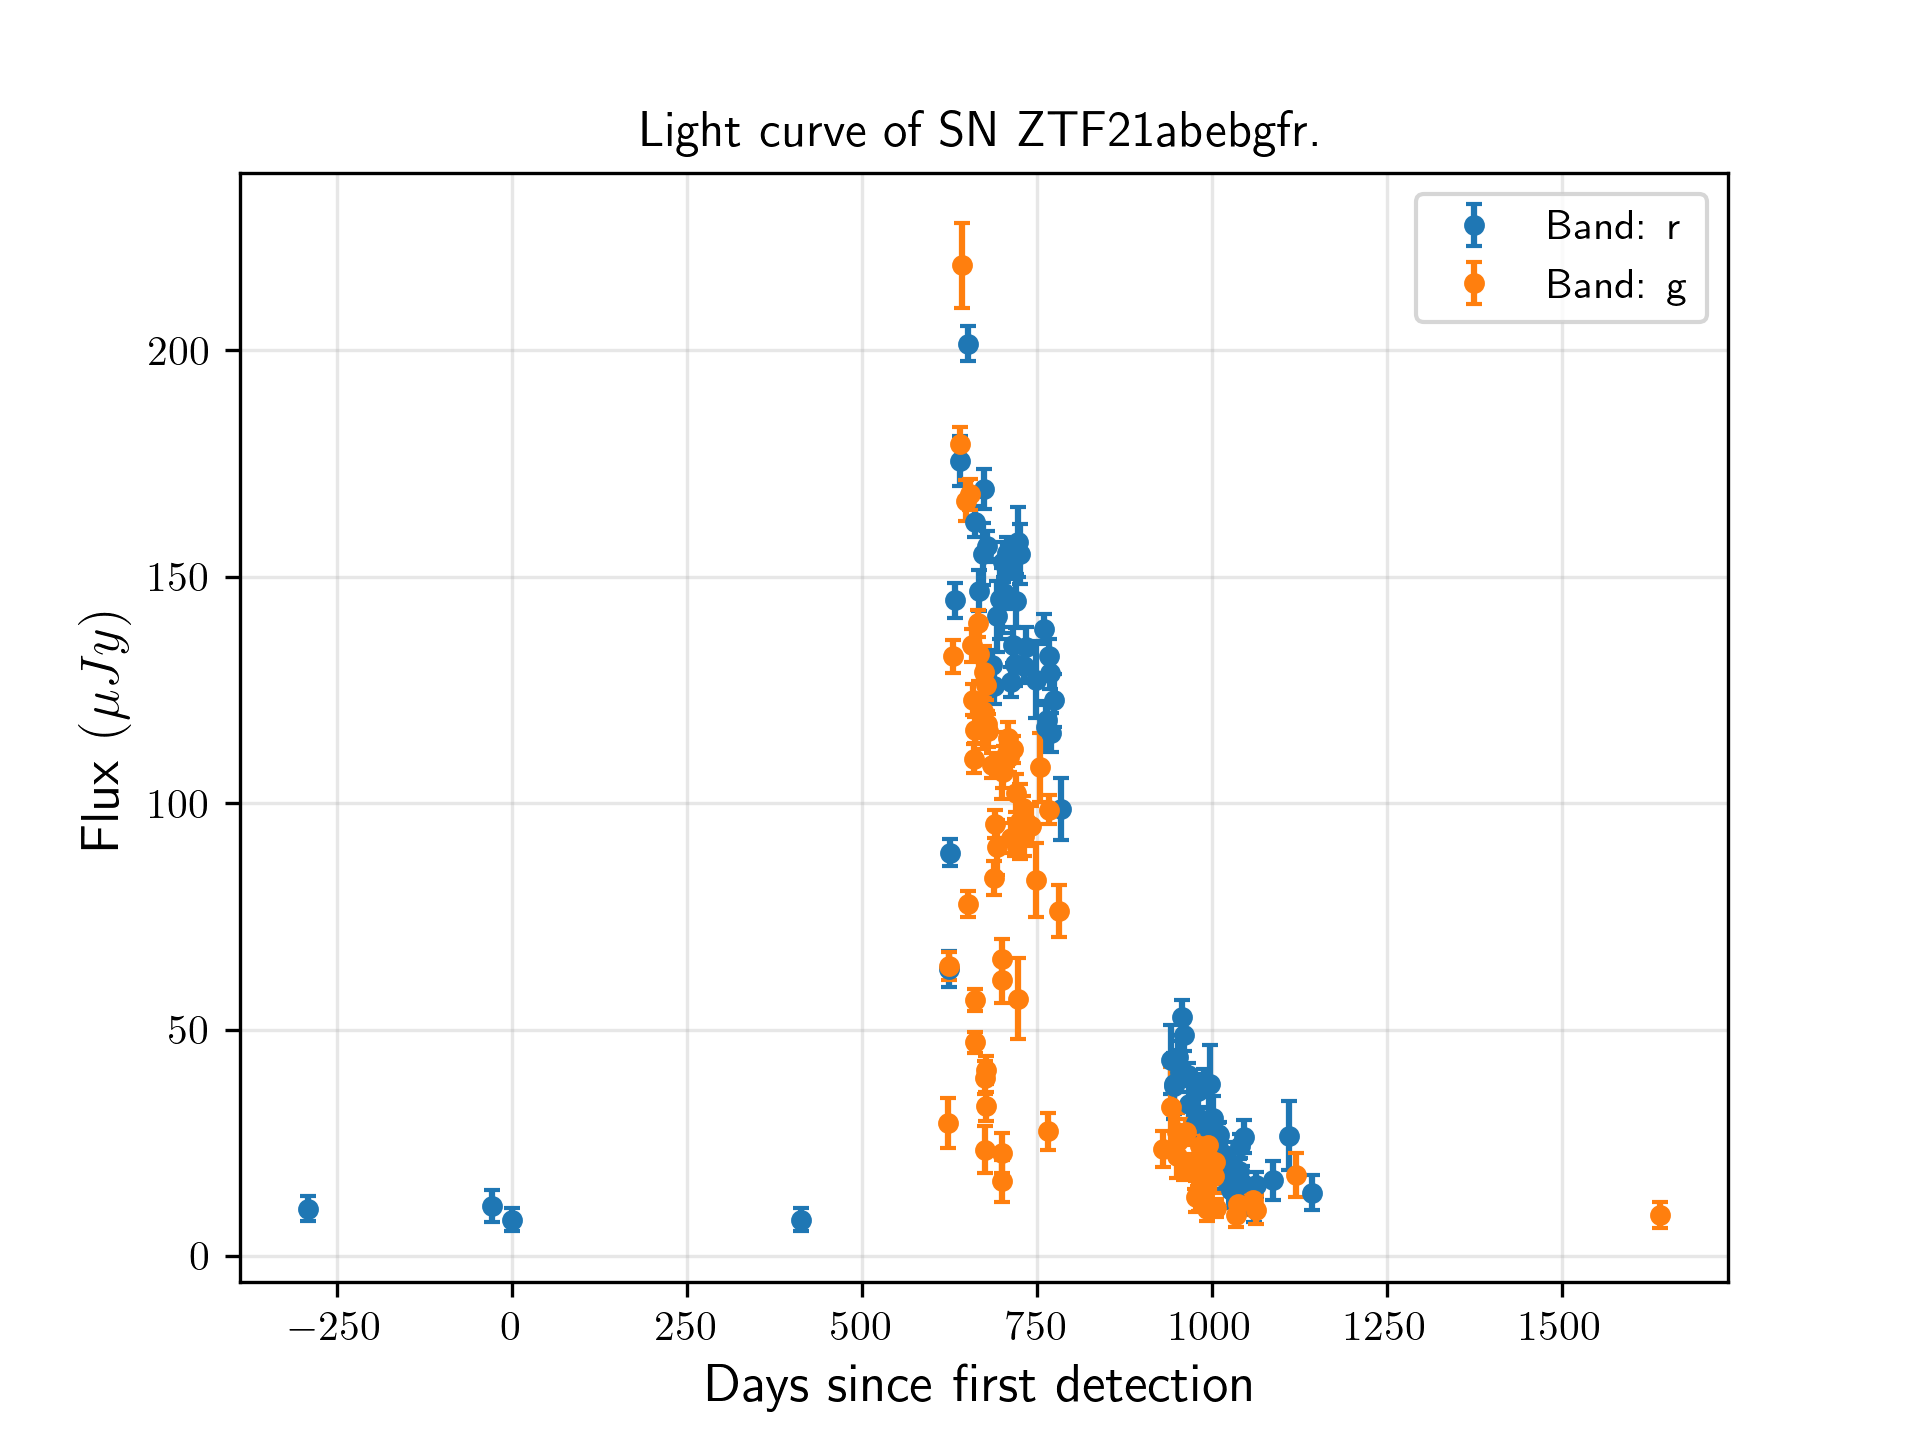 Light curve of SN ZTF21abebgfr.
Band: r
Band: g
Flux (μJy)
200
150
100
50
0
−250 0 250 500 750 1000 1250 1500
Days since first detection